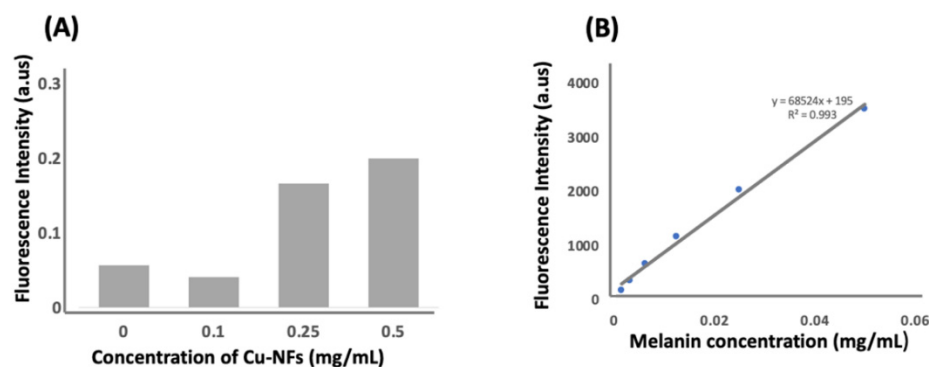 (A)
Fluorescence Intensity (a.us)
0.3
0.2
0.1
0
0 0.1 0.25 0.5
Concentration of Cu-NFs (mg/mL)
(B)
Fluorescence Intensity (a.us)
4000
3000
2000
1000
0
y = 68524x + 195
R² = 0.993
0 0.02 0.04 0.06
Melanin concentration (mg/mL)